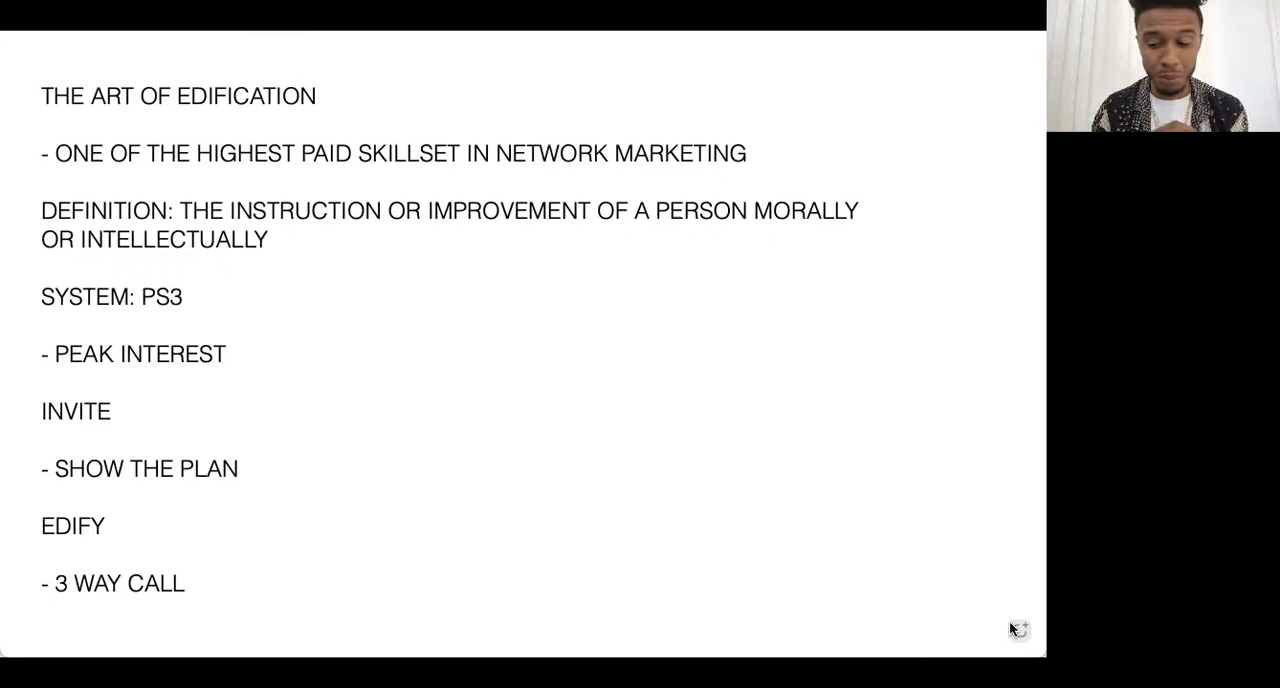 THE ART OF EDIFICATION
- ONE OF THE HIGHEST PAID SKILLSET IN NETWORK MARKETING
DEFINITION: THE INSTRUCTION OR IMPROVEMENT OF A PERSON MORALLY
OR INTELLECTUALLY
SYSTEM: PS3
- PEAK INTEREST
INVITE
- SHOW THE PLAN
EDIFY
- 3 WAY CALL